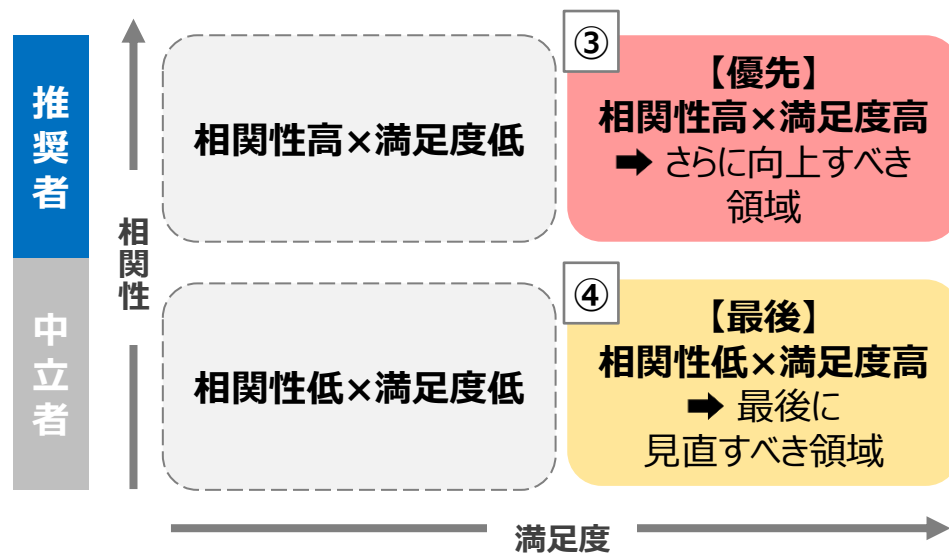 推奨者
中立者
相関性
相関性高×満足度低
③
【優先】
相関性高×満足度高
➡ さらに向上すべき
領域
相関性低×満足度低
④
【最後】
相関性低×満足度高
➡ 最後に
見直すべき領域
満足度